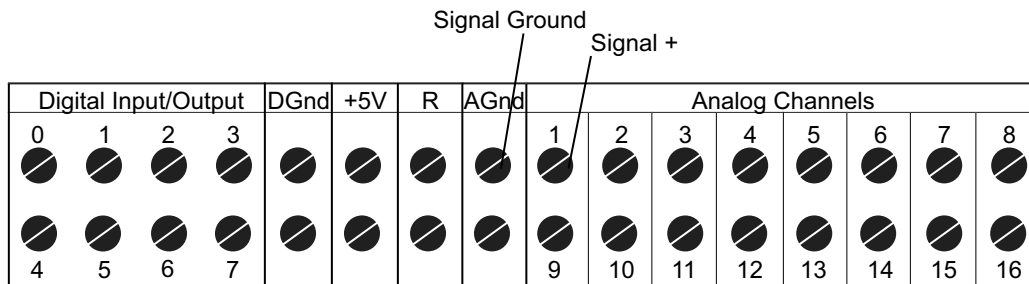 Signal Ground
Signal +
Digital Input/Output DGnd +5V R AGnd Analog Channels
0 1 2 3 1 2 3 4 5 6 7 8
4 5 6 7 9 10 11 12 13 14 15 16